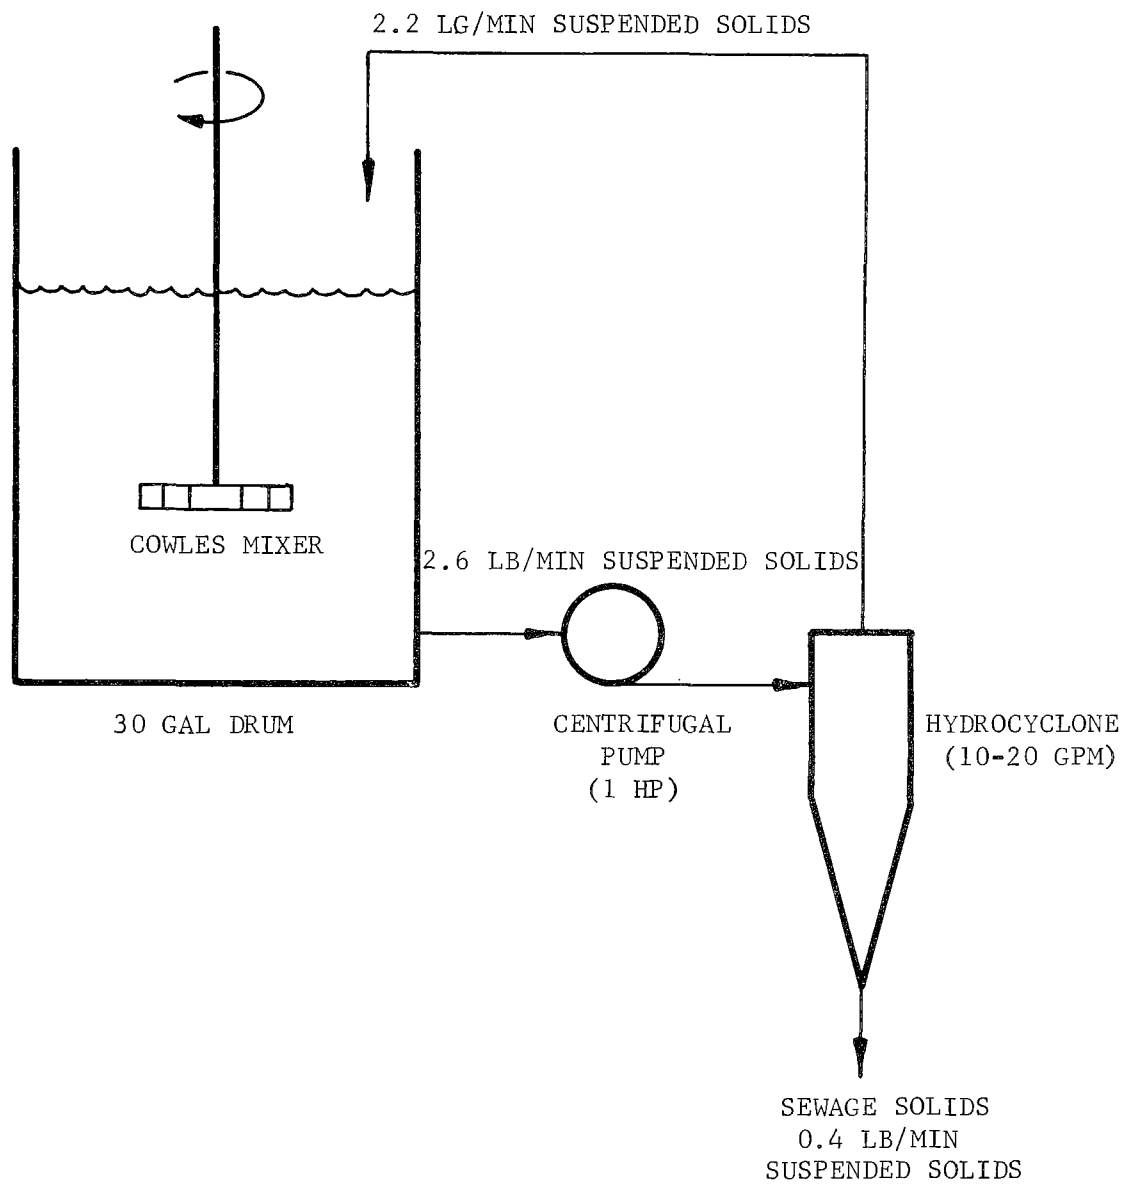 2.2 LG/MIN SUSPENDED SOLIDS
COWLES MIXER
2.6 LB/MIN SUSPENDED SOLIDS
30 GAL DRUM
CENTRIFUGAL
PUMP
(1 HP)
HYDROCYCLONE
(10-20 GPM)
SEWAGE SOLIDS
0.4 LB/MIN
SUSPENDED SOLIDS